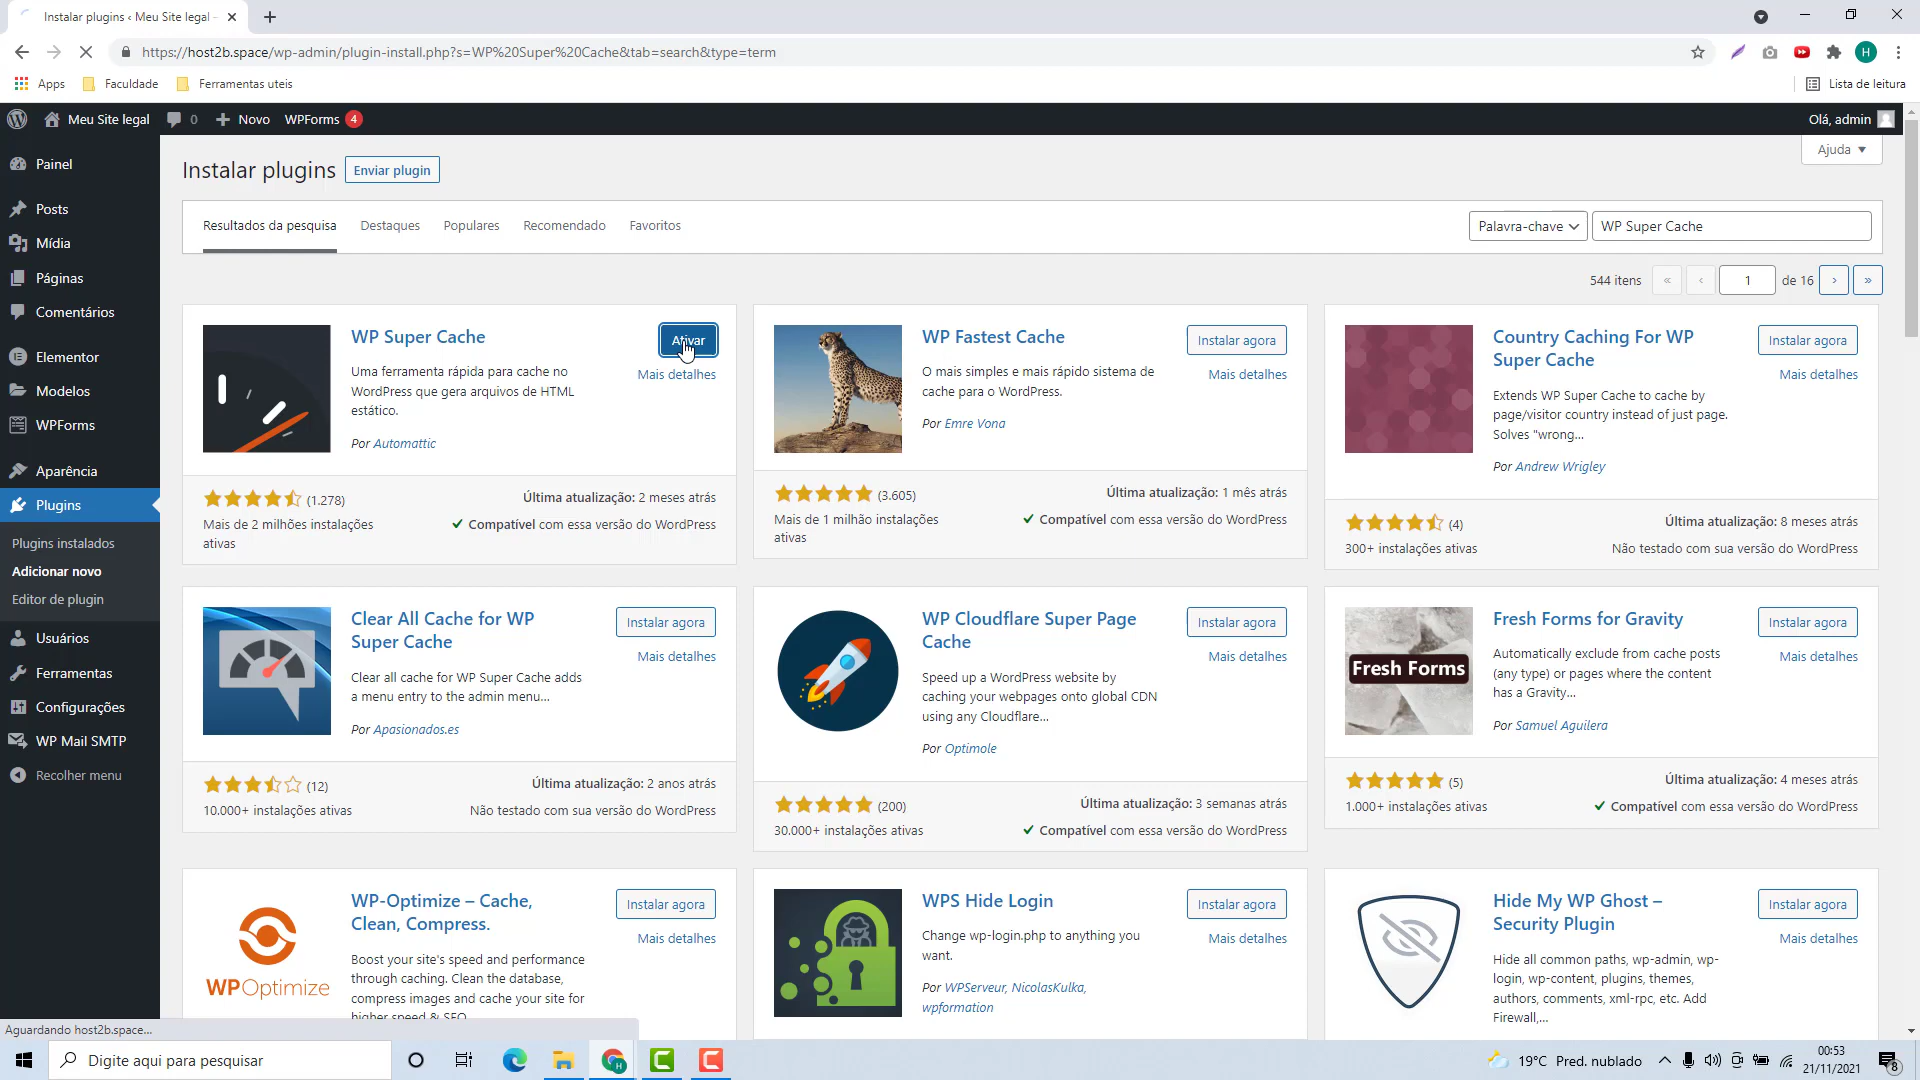 Instalar plugins ‹ Meu Site legal -
https://host2b.space/wp-admin/plugin-install.php?s=WP%20Super%20Cache&tab=search&type=term
H
Apps
Faculdade
Ferramentas uteis
Lista de leitura
Meu Site legal
0
Novo
WPForms 4
Olá, admin
Painel
Posts
Mídia
Páginas
Comentários
Elementor
Modelos
WPForms
Aparência
Plugins
Plugins instalados
Adicionar novo
Editor de plugin
Usuários
Ferramentas
Configurações
WP Mail SMTP
Recolher menu
Ajuda
Instalar plugins
Enviar plugin
Resultados da pesquisa
Destaques
Populares
Recomendado
Favoritos
Palavra-chave
WP Super Cache
544 itens
«
‹
1
de 16
›
»
WP Super Cache
Ativar
Mais detalhes
Uma ferramenta rápida para cache no
WordPress que gera arquivos de HTML
estático.
Por Automattic
(1.278)
Última atualização: 2 meses atrás
Mais de 2 milhões instalações
ativas
Compatível com essa versão do WordPress
WP Fastest Cache
Instalar agora
Mais detalhes
O mais simples e mais rápido sistema de
cache para o WordPress.
Por Emre Vona
(3.605)
Última atualização: 1 mês atrás
Mais de 1 milhão instalações
ativas
Compatível com essa versão do WordPress
Country Caching For WP
Super Cache
Instalar agora
Mais detalhes
Extends WP Super Cache to cache by
page/visitor country instead of just page.
Solves "wrong...
Por Andrew Wrigley
(4)
Última atualização: 8 meses atrás
300+ instalações ativas
Não testado com sua versão do WordPress
Clear All Cache for WP
Super Cache
Instalar agora
Mais detalhes
Clear all cache for WP Super Cache adds
a menu entry to the admin menu...
Por Apasionados.es
(12)
Última atualização: 2 anos atrás
10.000+ instalações ativas
Não testado com sua versão do WordPress
WP Cloudflare Super Page
Cache
Instalar agora
Mais detalhes
Speed up a WordPress website by
caching your webpages onto global CDN
using any Cloudflare...
Por Optimole
(200)
Última atualização: 3 semanas atrás
30.000+ instalações ativas
Compatível com essa versão do WordPress
Fresh Forms
Fresh Forms for Gravity
Instalar agora
Mais detalhes
Automatically exclude from cache posts
(any type) or pages where the content
has a Gravity...
Por Samuel Aguilera
(5)
Última atualização: 4 meses atrás
1.000+ instalações ativas
Compatível com essa versão do WordPress
WPOptimize
WP-Optimize – Cache,
Clean, Compress.
Instalar agora
Mais detalhes
Boost your site's speed and performance
through caching. Clean the database,
compress images and cache your site for
higher speed & SEO.
WPS Hide Login
Instalar agora
Mais detalhes
Change wp-login.php to anything you
want.
Por WPServeur, NicolasKulka,
wpformation
Hide My WP Ghost –
Security Plugin
Instalar agora
Mais detalhes
Hide all common paths, wp-admin, wp-
login, wp-content, plugins, themes,
authors, comments, xml-rpc, etc. Add
Firewall,...
Aguardando host2b.space...
Digite aqui para pesquisar
19°C Pred. nublado
00:53
21/11/2021
8